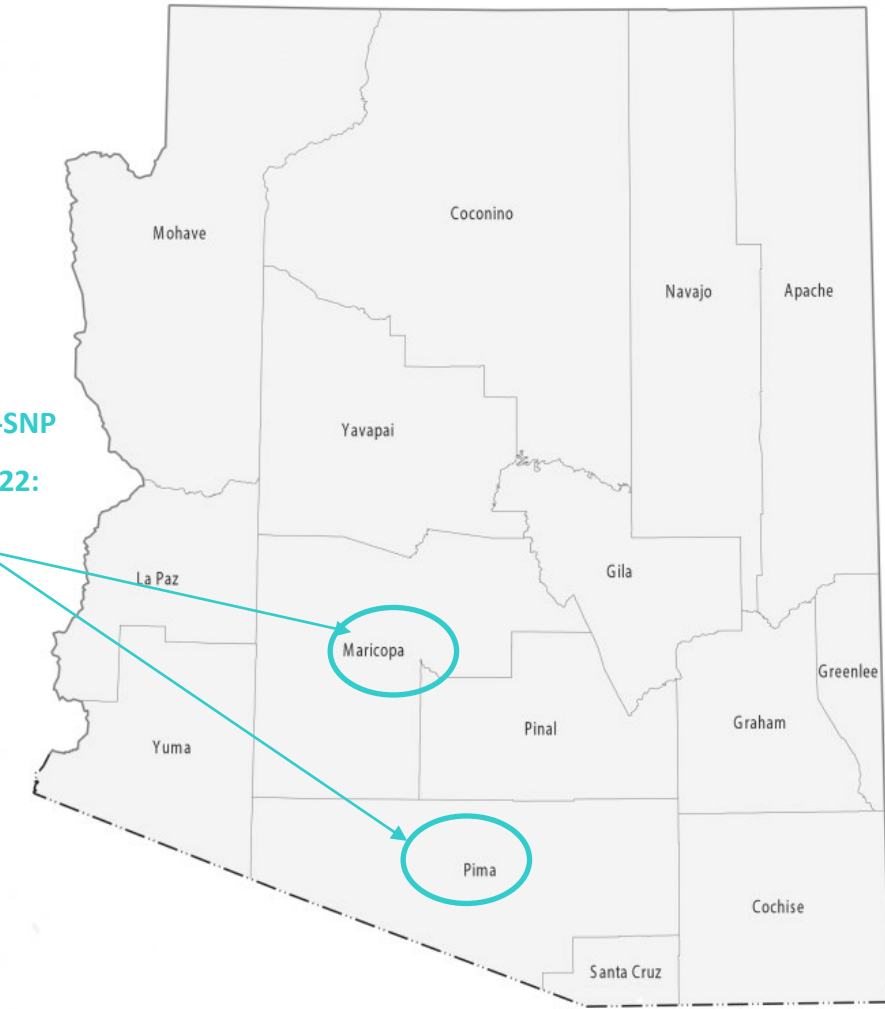 Coconino
Mohave
Navajo
Apache
-SNP
Yavapai
22:
Gila
La Paz
Maricopa
Greenlee
Graham
Pinal
Yuma
Pima
Cochise
Santa Cruz